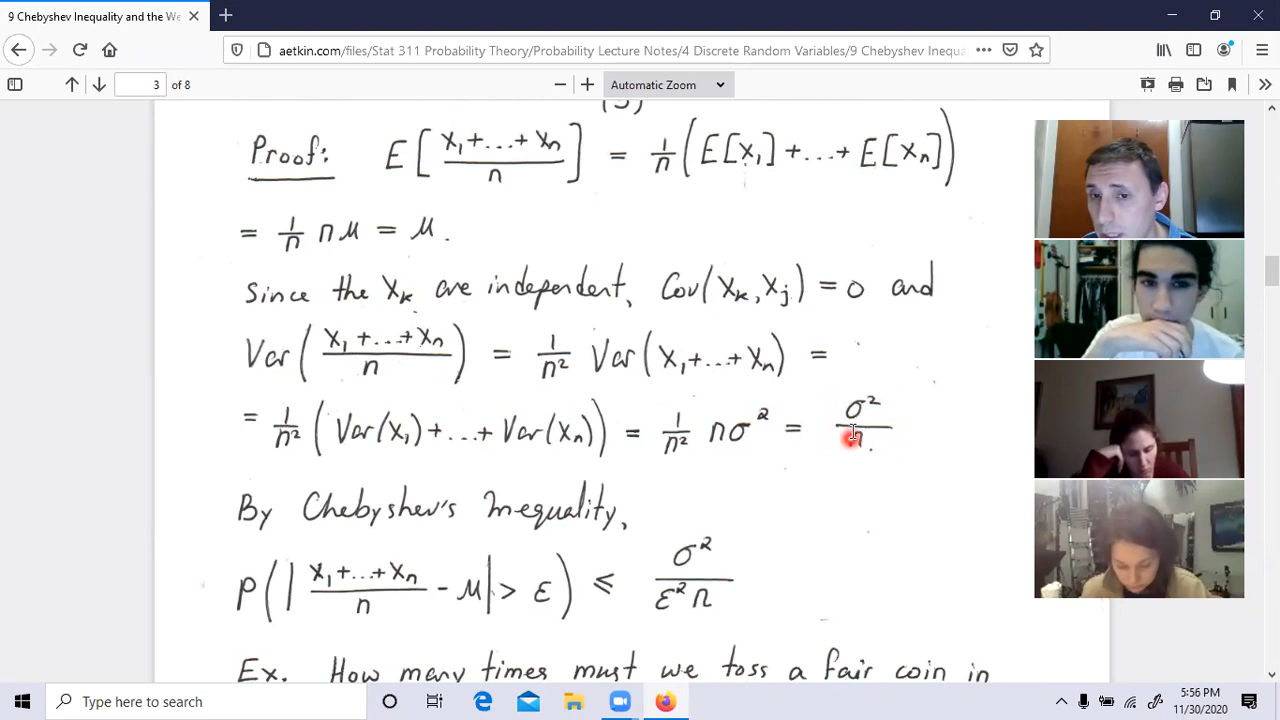 9 Chebyshev Inequality and the We
aetkin.com/files/Stat 311 Probability Theory/Probability Lecture Notes/4 Discrete Random Variables/9 Chebyshev Inequa
3 of 8
Automatic Zoom
(3)
Proof: E[(X₁+...+Xₙ)/n] = 1/n (E[X₁]+...+E[Xₙ])
= 1/n nμ = μ.
Since the Xₖ are independent, Cov(Xₖ,Xⱼ) = 0 and
Var((X₁+...+Xₙ)/n) = 1/n² Var(X₁+...+Xₙ) =
= 1/n² (Var(X₁)+...+Var(Xₙ)) = 1/n² nσ² = σ²/n.
By Chebyshev's Inequality,
P(|(X₁+...+Xₙ)/n - μ| > ε) ≤ σ²/(ε²n)
Ex. How many times must we toss a fair coin in
Type here to search
5:56 PM
11/30/2020